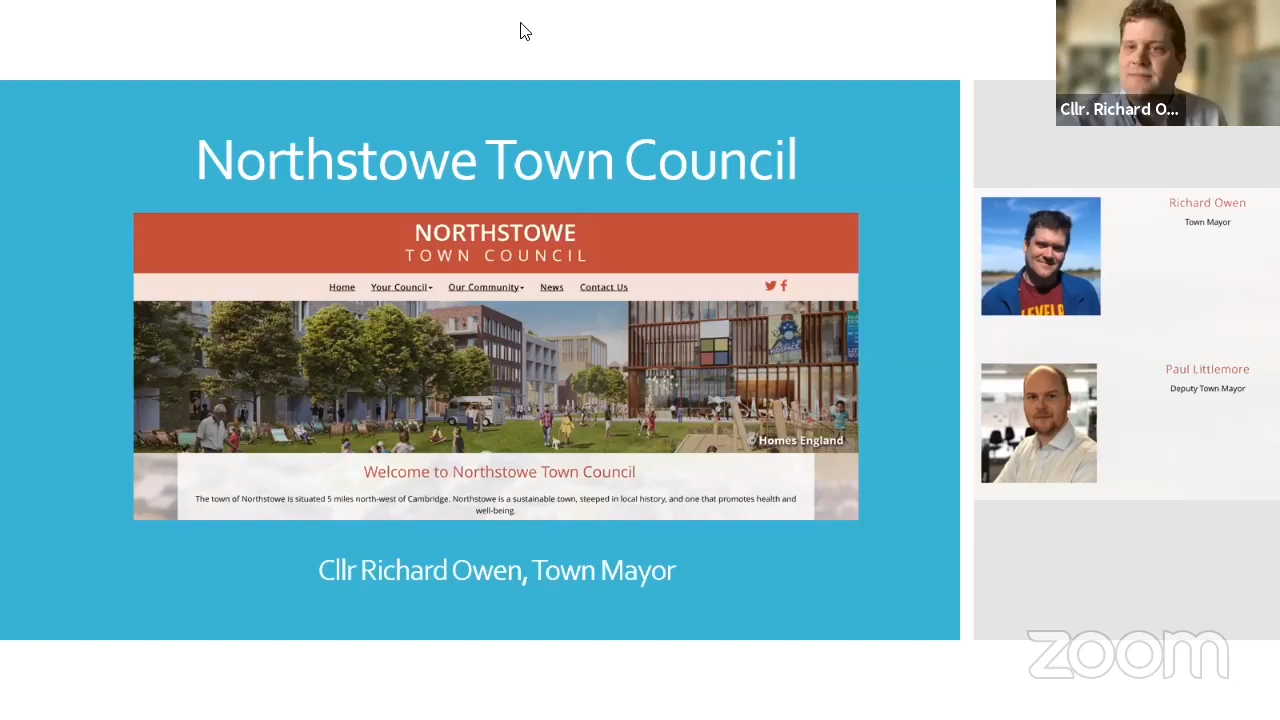 Cllr. Richard O...
Northstowe Town Council
NORTHSTOWE
TOWN COUNCIL
Home Your Council Our Community News Contact Us
KIDSPACE
© Homes England
Welcome to Northstowe Town Council
The town of Northstowe is situated 5 miles north-west of Cambridge. Northstowe is a sustainable town, steeped in local history, and one that promotes health and
well-being.
Cllr Richard Owen, Town Mayor
Richard Owen
Town Mayor
Paul Littlemore
Deputy Town Mayor
zoom